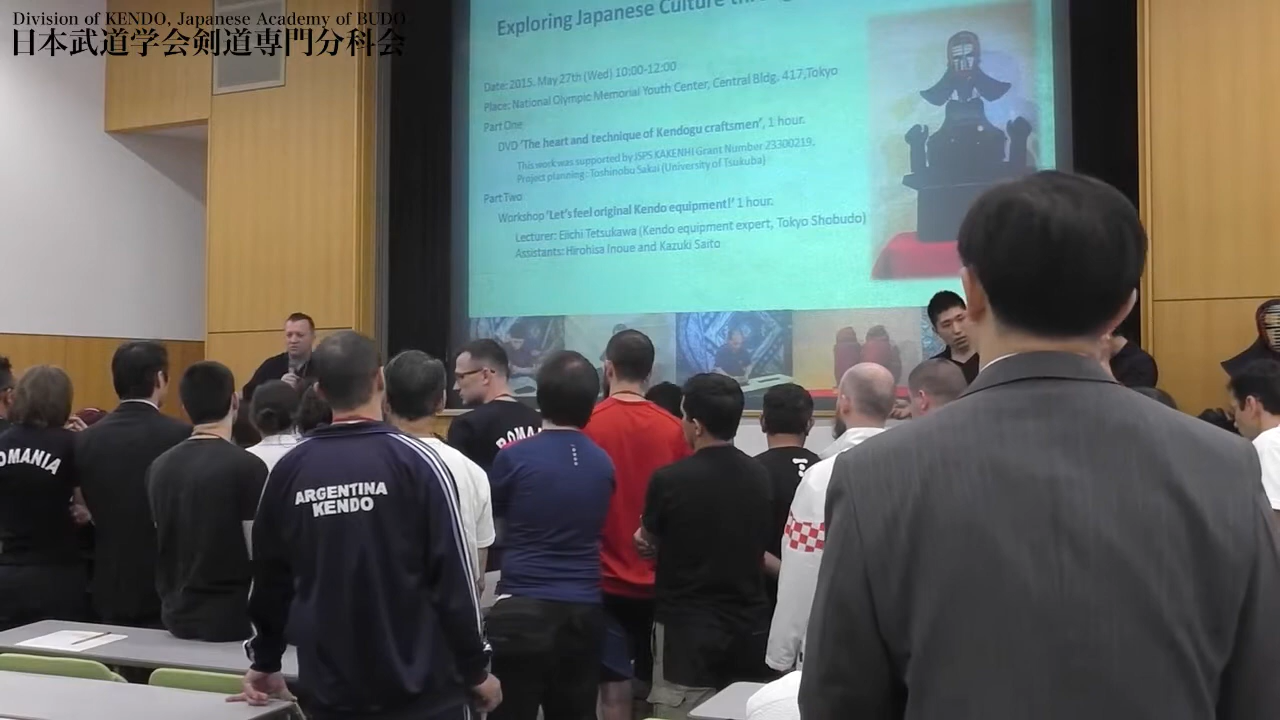 Division of KENDO, Japanese Academy of BUDO
日本武道学会剣道専門分科会
Exploring Japanese Culture
Date: 2015. May 27th (Wed) 10:00-12:00
Place: National Olympic Memorial Youth Center, Central Bldg. 417,Tokyo
Part One
DVD 'The heart and technique of Kendogu craftsmen', 1 hour.
This work was supported by JSPS KAKENHI Grant Number 23300219.
Project planning: Toshinobu Sakai (University of Tsukuba)
Part Two
Workshop 'Let's feel original Kendo equipment!' 1 hour.
Lecturer: Eiichi Tetsukawa (Kendo equipment expert, Tokyo Shobudo)
Assistants: Hirohisa Inoue and Kazuki Saito
OMANIA
ROMA
ARGENTINA
KENDO